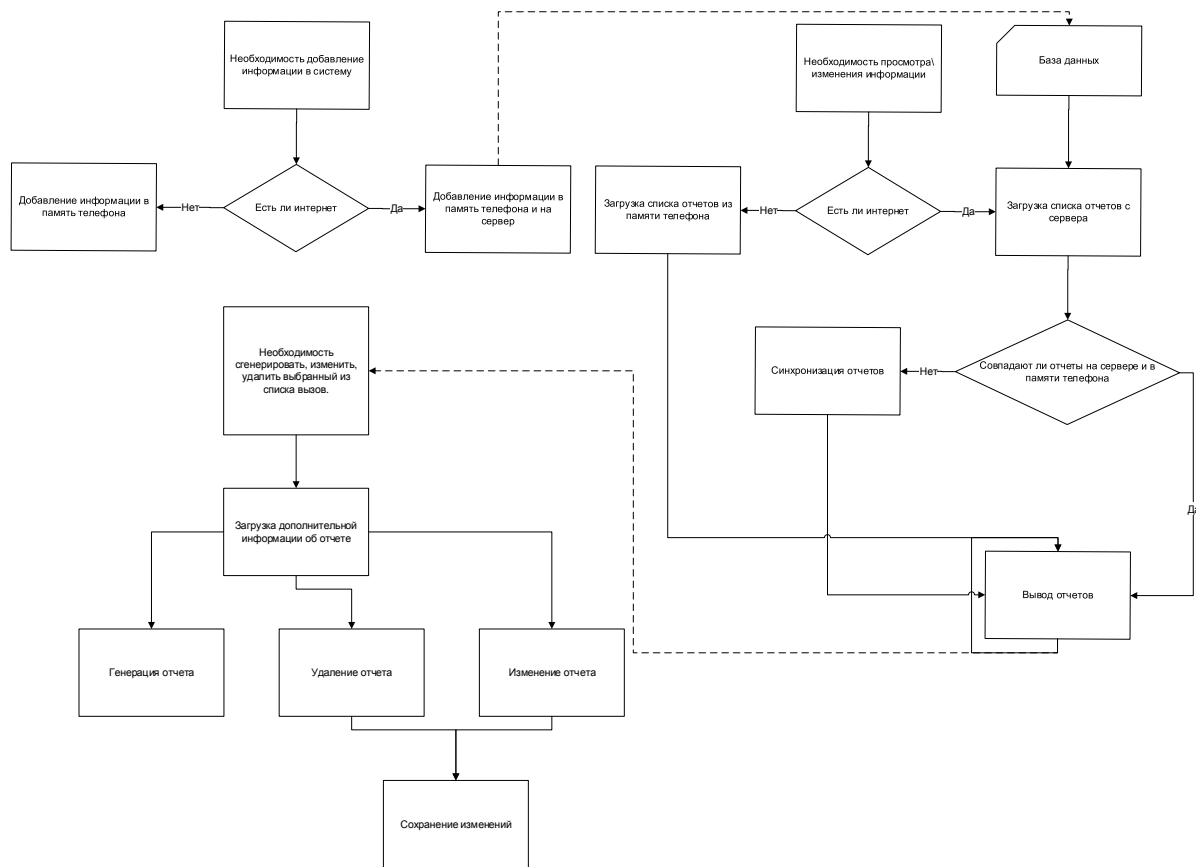 Необходимость добавление
информации в систему
Необходимость просмотра\
изменения информации
База данных
Добавление информации в
память телефона
Нет
Есть ли интернет
Да
Добавление информации в
память телефона и на
сервер
Загрузка списка отчетов из
памяти телефона
Нет
Есть ли интернет
Да
Загрузка списка отчетов с
сервера
Необходимость
сгенерировать, изменить,
удалить выбранный из
списка вызов.
Синхронизация отчетов
Нет
Совпадают ли отчеты на сервере и в
памяти телефона
Да
Загрузка дополнительной
информации об отчете
Вывод отчетов
Генерация отчета
Удаление отчета
Изменение отчета
Сохранение изменений